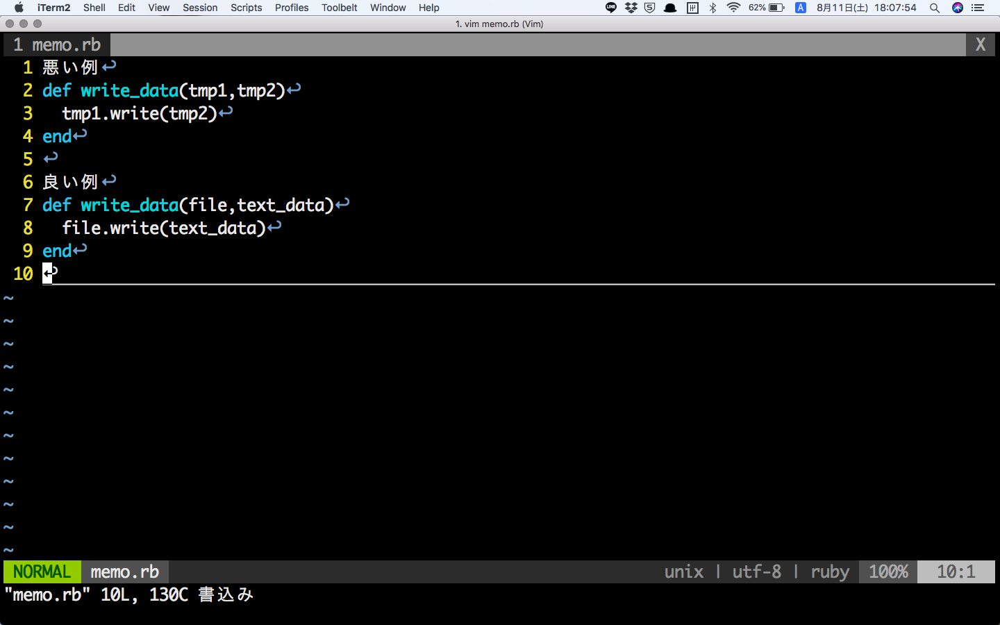 iTerm2 Shell Edit View Session Scripts Profiles Toolbelt Window Help LINE 5 62% A 8月11日(土) 18:07:54
1. vim memo.rb (Vim)
1 memo.rb X
1 悪い例
2 def write_data(tmp1,tmp2)
3 tmp1.write(tmp2)
4 end
5
6 良い例
7 def write_data(file,text_data)
8 file.write(text_data)
9 end
10
~
~
~
~
~
~
~
~
~
~
~
~
NORMAL memo.rb unix | utf-8 | ruby 100% 10:1
"memo.rb" 10L, 130C 書込み